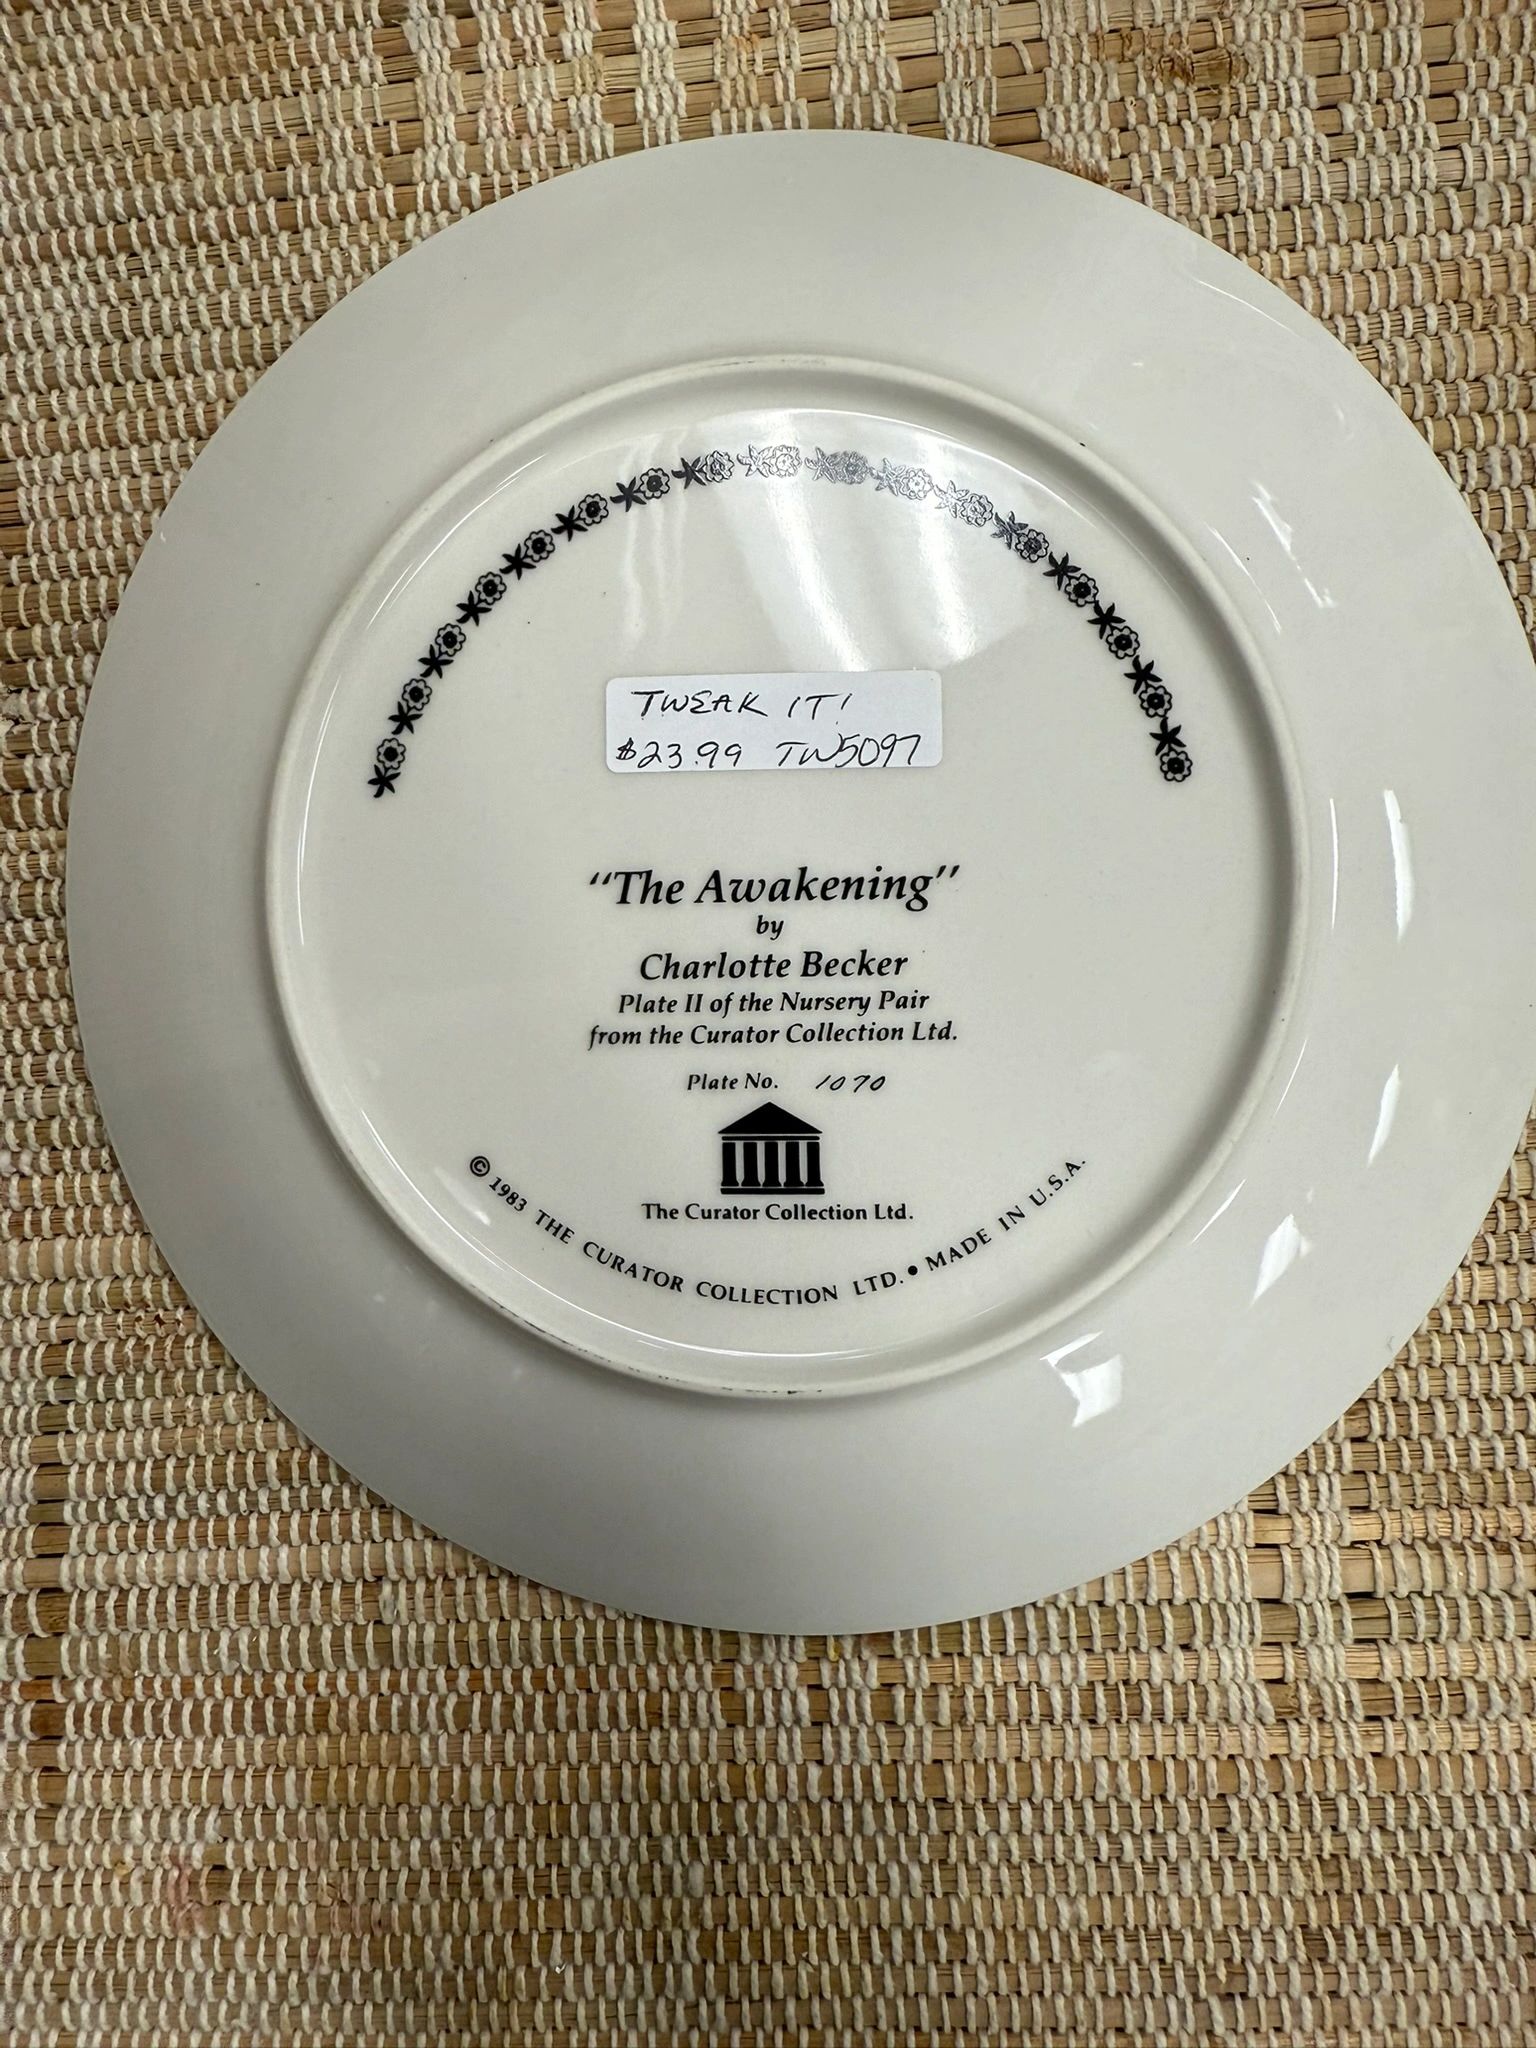 TWEAK IT!
$23.99 TW5097
"The Awakening"
by
Charlotte Becker
Plate II of the Nursery Pair
from the Curator Collection Ltd.
Plate No. 1070
The Curator Collection Ltd.
© 1983 THE CURATOR COLLECTION LTD. • MADE IN U.S.A.